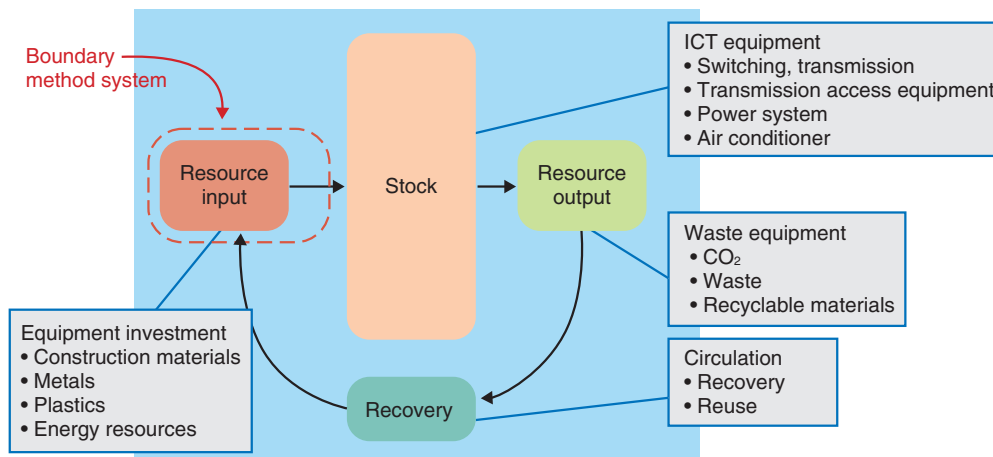 Boundary
method system
Resource
input
Stock
Resource
output
Recovery
ICT equipment
• Switching, transmission
• Transmission access equipment
• Power system
• Air conditioner
Waste equipment
• CO₂
• Waste
• Recyclable materials
Equipment investment
• Construction materials
• Metals
• Plastics
• Energy resources
Circulation
• Recovery
• Reuse